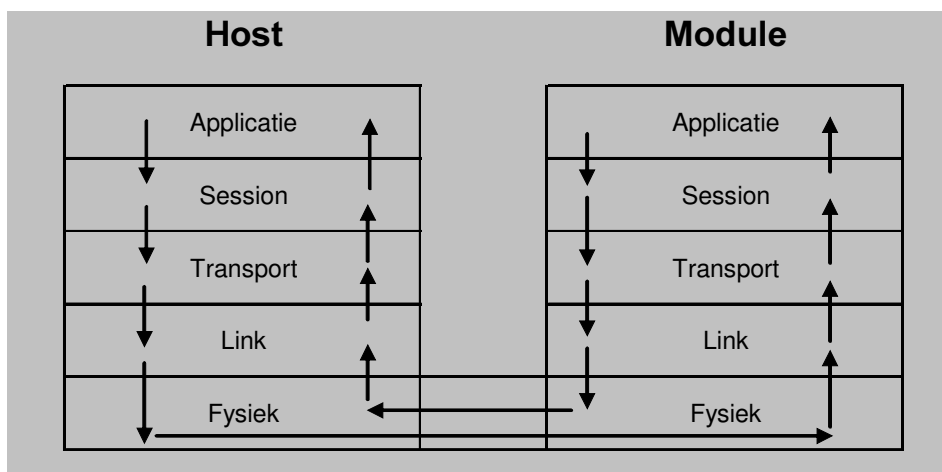 Host Module
Applicatie Applicatie
Session Session
Transport Transport
Link Link
Fysiek Fysiek